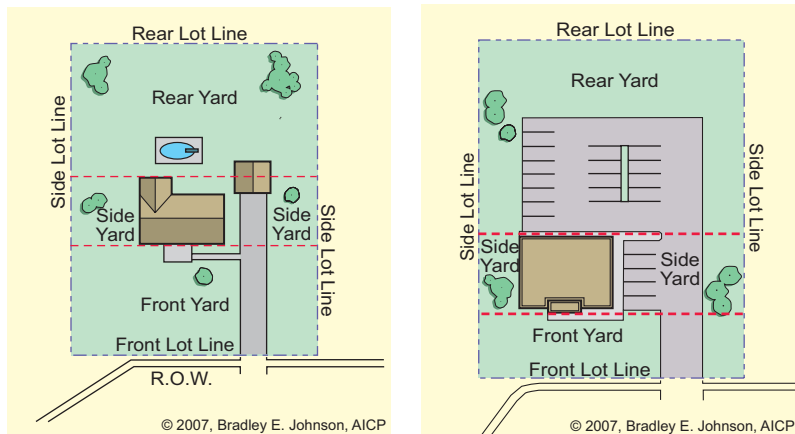 Rear Lot Line
Rear Yard
Side Lot Line
Side
Yard
Side
Yard
Side Lot Line
Front Yard
Front Lot Line
R.O.W.
© 2007, Bradley E. Johnson, AICP
Rear Lot Line
Rear Yard
Side Lot Line
Side Lot Line
Side
Yard
Side
Yard
Front Yard
Front Lot Line
© 2007, Bradley E. Johnson, AICP